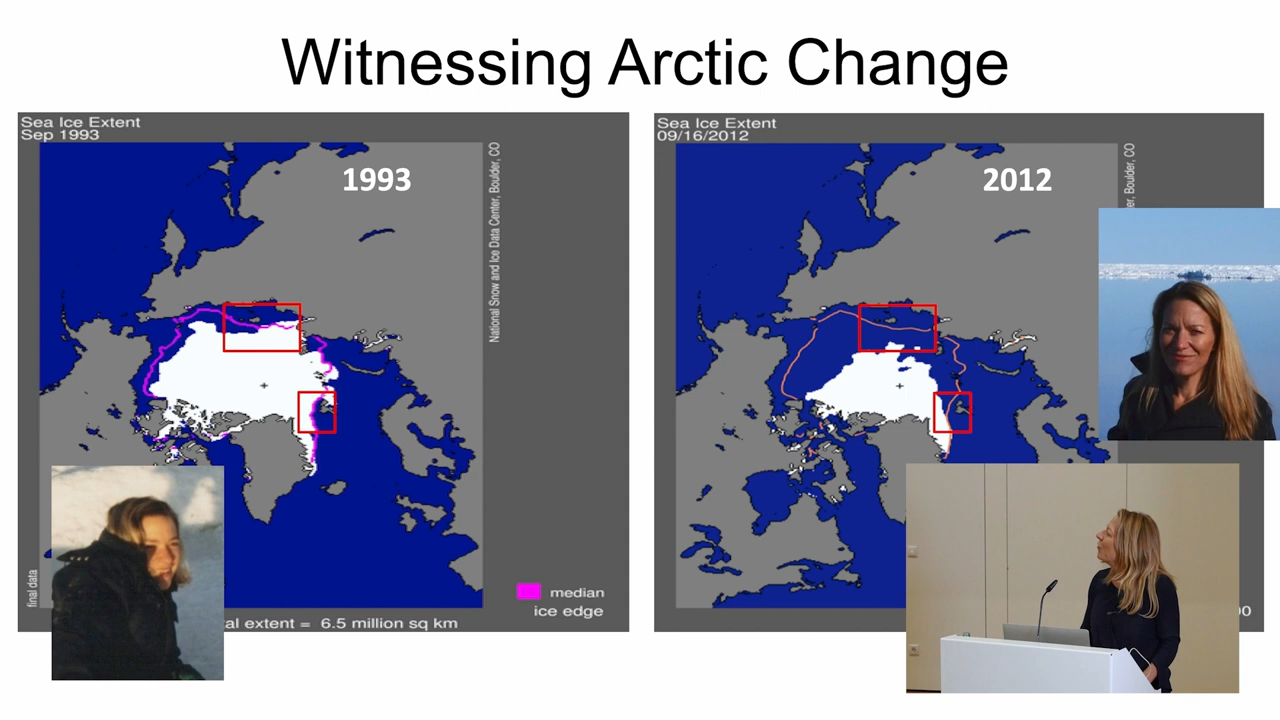 Witnessing Arctic Change
Sea Ice Extent
Sep 1993
1993
National Snow and Ice Data Center, Boulder, CO
final data
median
ice edge
al extent = 6.5 million sq km
Sea Ice Extent
09/16/2012
2012
er, Boulder, CO
00